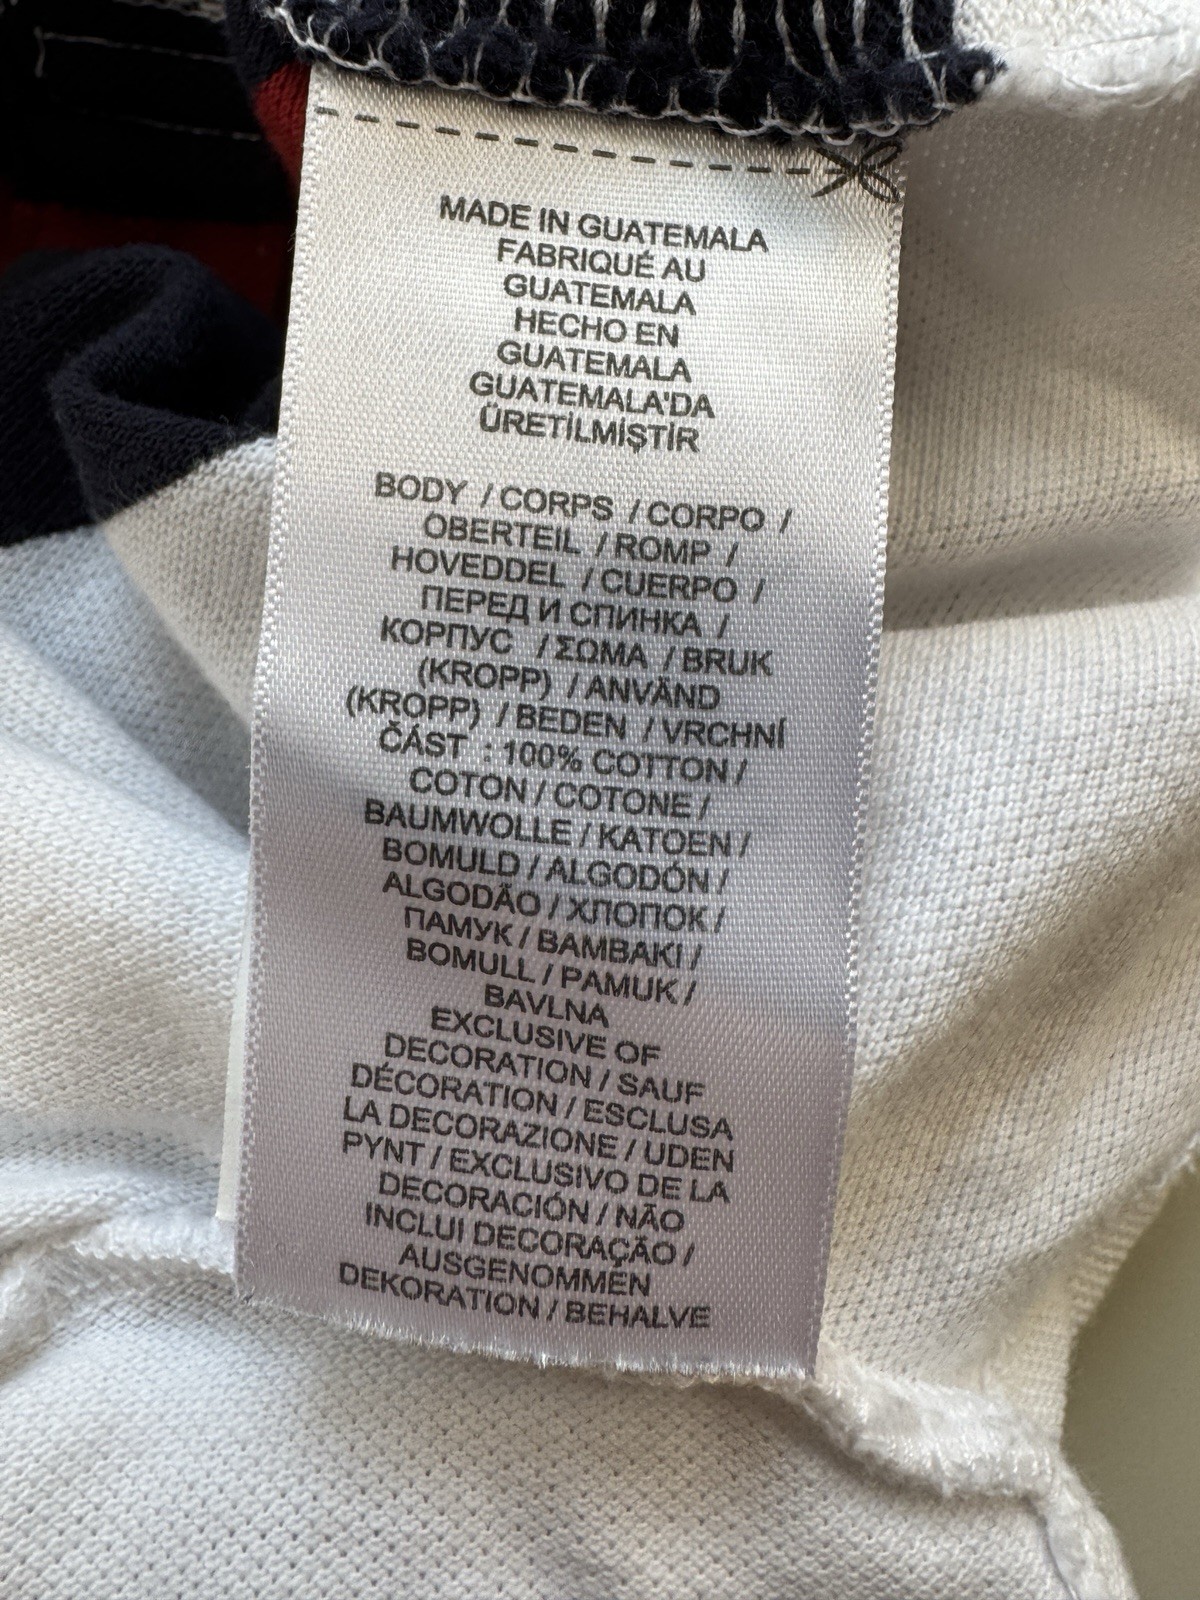 MADE IN GUATEMALA
FABRIQUÉ AU
GUATEMALA
HECHO EN
GUATEMALA
GUATEMALA'DA
ÜRETİLMİŞTİR
BODY / CORPS / CORPO /
OBERTEIL / ROMP /
HOVEDDEL / CUERPO /
ПЕРЕД И СПИНКА /
КОРПУС / ΣΩΜΑ / BRUK
(KROPP) / ANVÄND
(KROPP) / BEDEN / VRCHNÍ
ČÁST : 100% COTTON /
COTON / COTONE /
BAUMWOLLE / KATOEN /
BOMULD / ALGODÓN /
ALGODÃO / ХЛОПОК /
ПАМУК / BAMBAKI /
BOMULL / PAMUK /
BAVLNA
EXCLUSIVE OF
DECORATION / SAUF
DÉCORATION / ESCLUSA
LA DECORAZIONE / UDEN
PYNT / EXCLUSIVO DE LA
DECORACIÓN / NÃO
INCLUI DECORAÇÃO /
AUSGENOMMEN
DEKORATION / BEHALVE